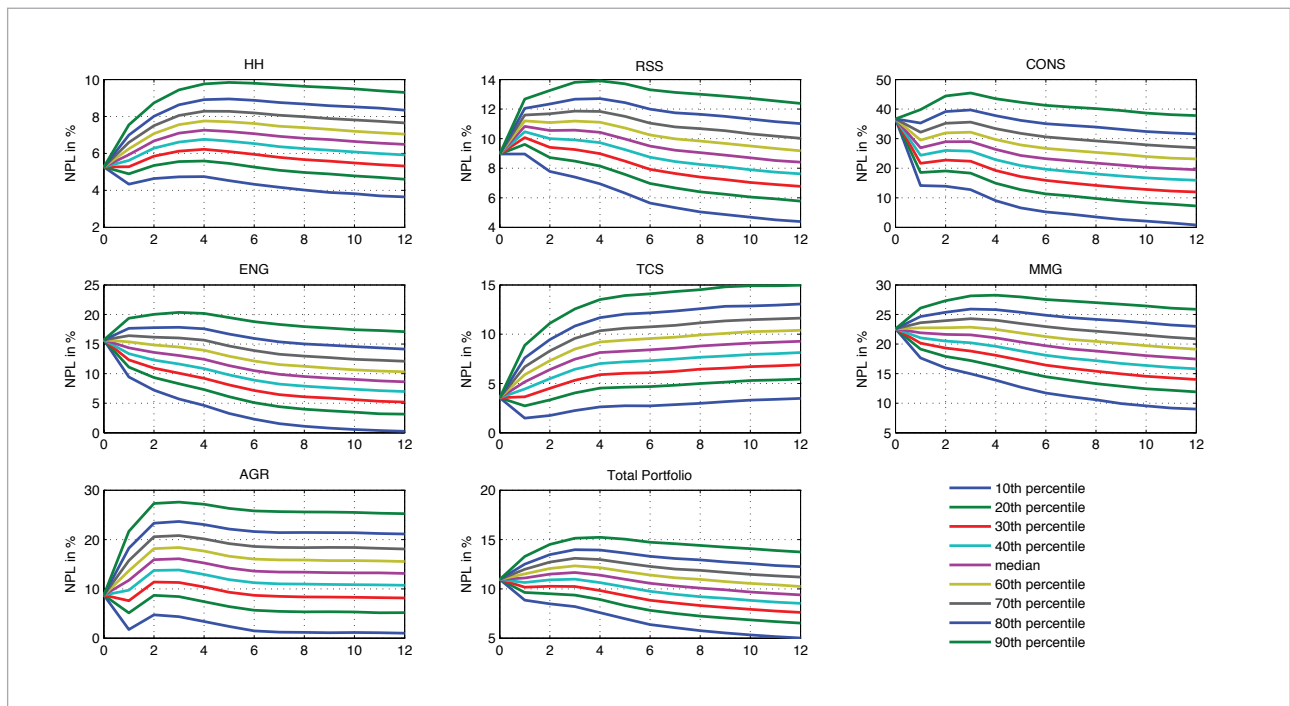 HH
NPL in %
10
8
6
4
2
0 2 4 6 8 10 12
RSS
NPL in %
14
12
10
8
6
4
0 2 4 6 8 10 12
CONS
NPL in %
50
40
30
20
10
0
0 2 4 6 8 10 12
ENG
NPL in %
25
20
15
10
5
0
0 2 4 6 8 10 12
TCS
NPL in %
15
10
5
0
0 2 4 6 8 10 12
MMG
NPL in %
30
25
20
15
10
5
0 2 4 6 8 10 12
AGR
NPL in %
30
20
10
0
0 2 4 6 8 10 12
Total Portfolio
NPL in %
20
15
10
5
0 2 4 6 8 10 12
10th percentile
20th percentile
30th percentile
40th percentile
median
60th percentile
70th percentile
80th percentile
90th percentile